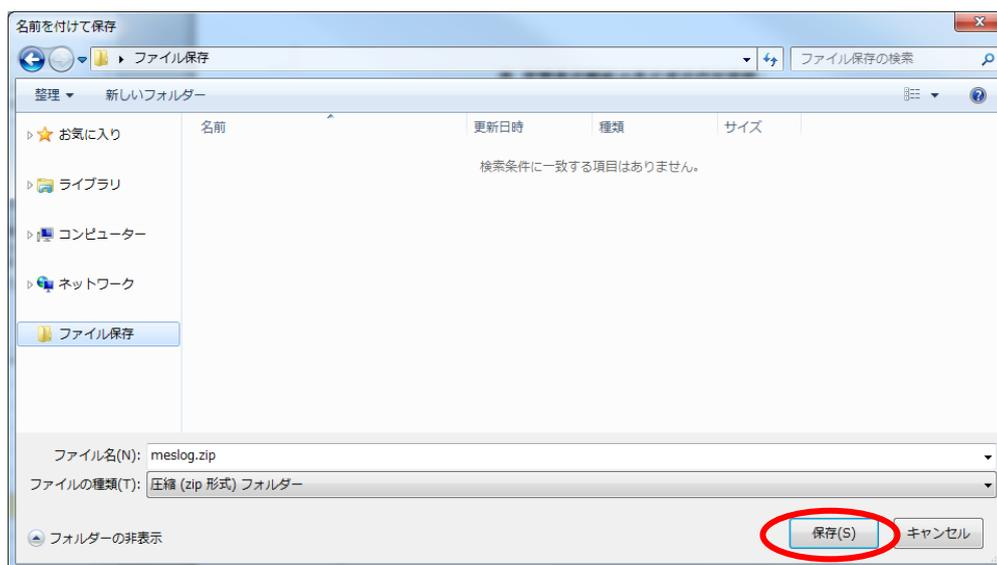 名前を付けて保存
ファイル保存
ファイル保存の検索
整理
新しいフォルダー
名前
更新日時
種類
サイズ
検索条件に一致する項目はありません。
お気に入り
ライブラリ
コンピューター
ネットワーク
ファイル保存
ファイル名(N): meslog.zip
ファイルの種類(T): 圧縮 (zip 形式) フォルダー
フォルダーの非表示
保存(S)
キャンセル